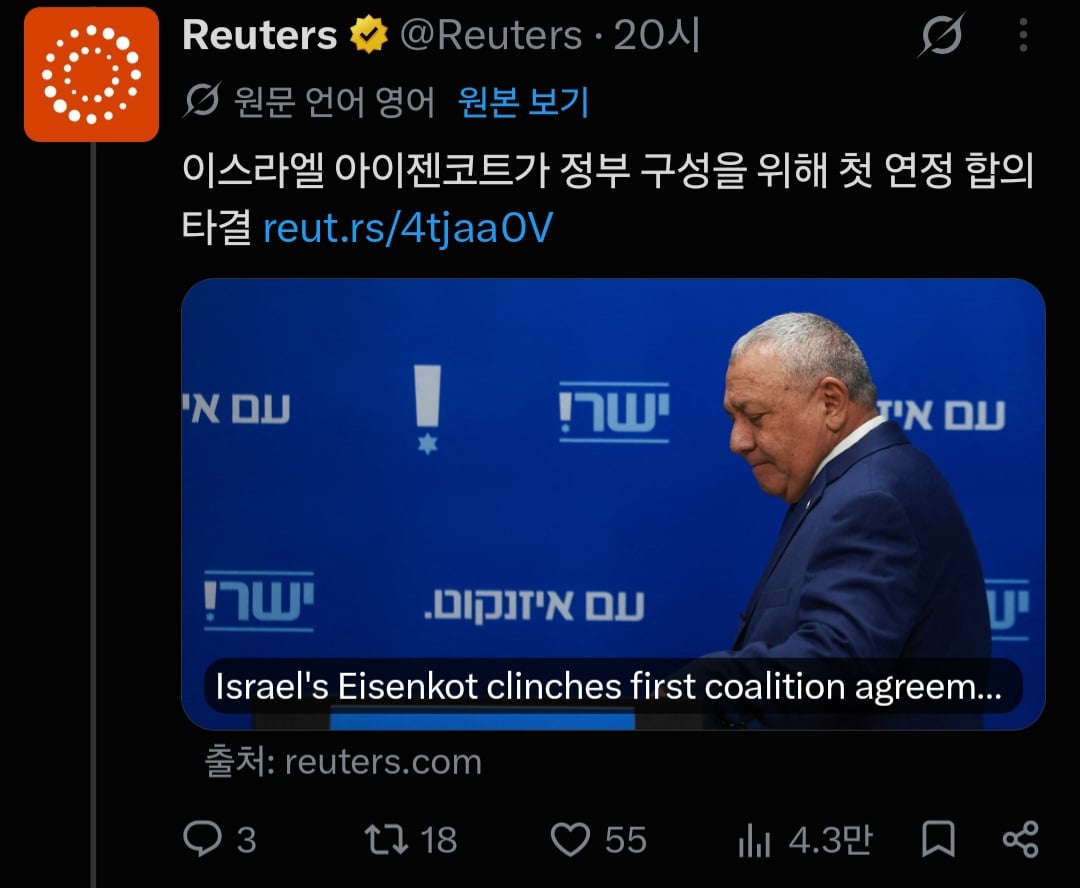 Reuters @Reuters · 20시
원문 언어 영어 원본 보기
이스라엘 아이젠코트가 정부 구성을 위해 첫 연정 합의
타결 reut.rs/4tjaa0V
עם אי
ישר!
עם איז
ישר!
עם איזנקוט.
יש
Israel's Eisenkot clinches first coalition agreem...
출처: reuters.com
3 18 55 4.3만